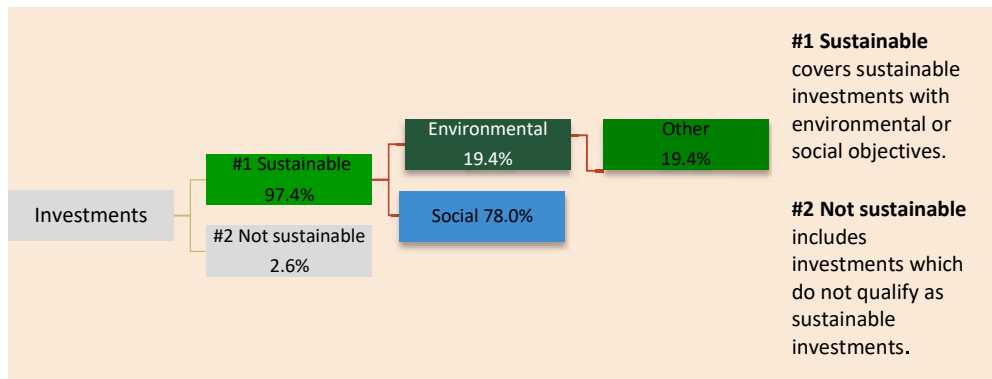 Investments
#1 Sustainable
97.4%
#2 Not sustainable
2.6%
Environmental
19.4%
Social 78.0%
Other
19.4%
#1 Sustainable
covers sustainable
investments with
environmental or
social objectives.
#2 Not sustainable
includes
investments which
do not qualify as
sustainable
investments.